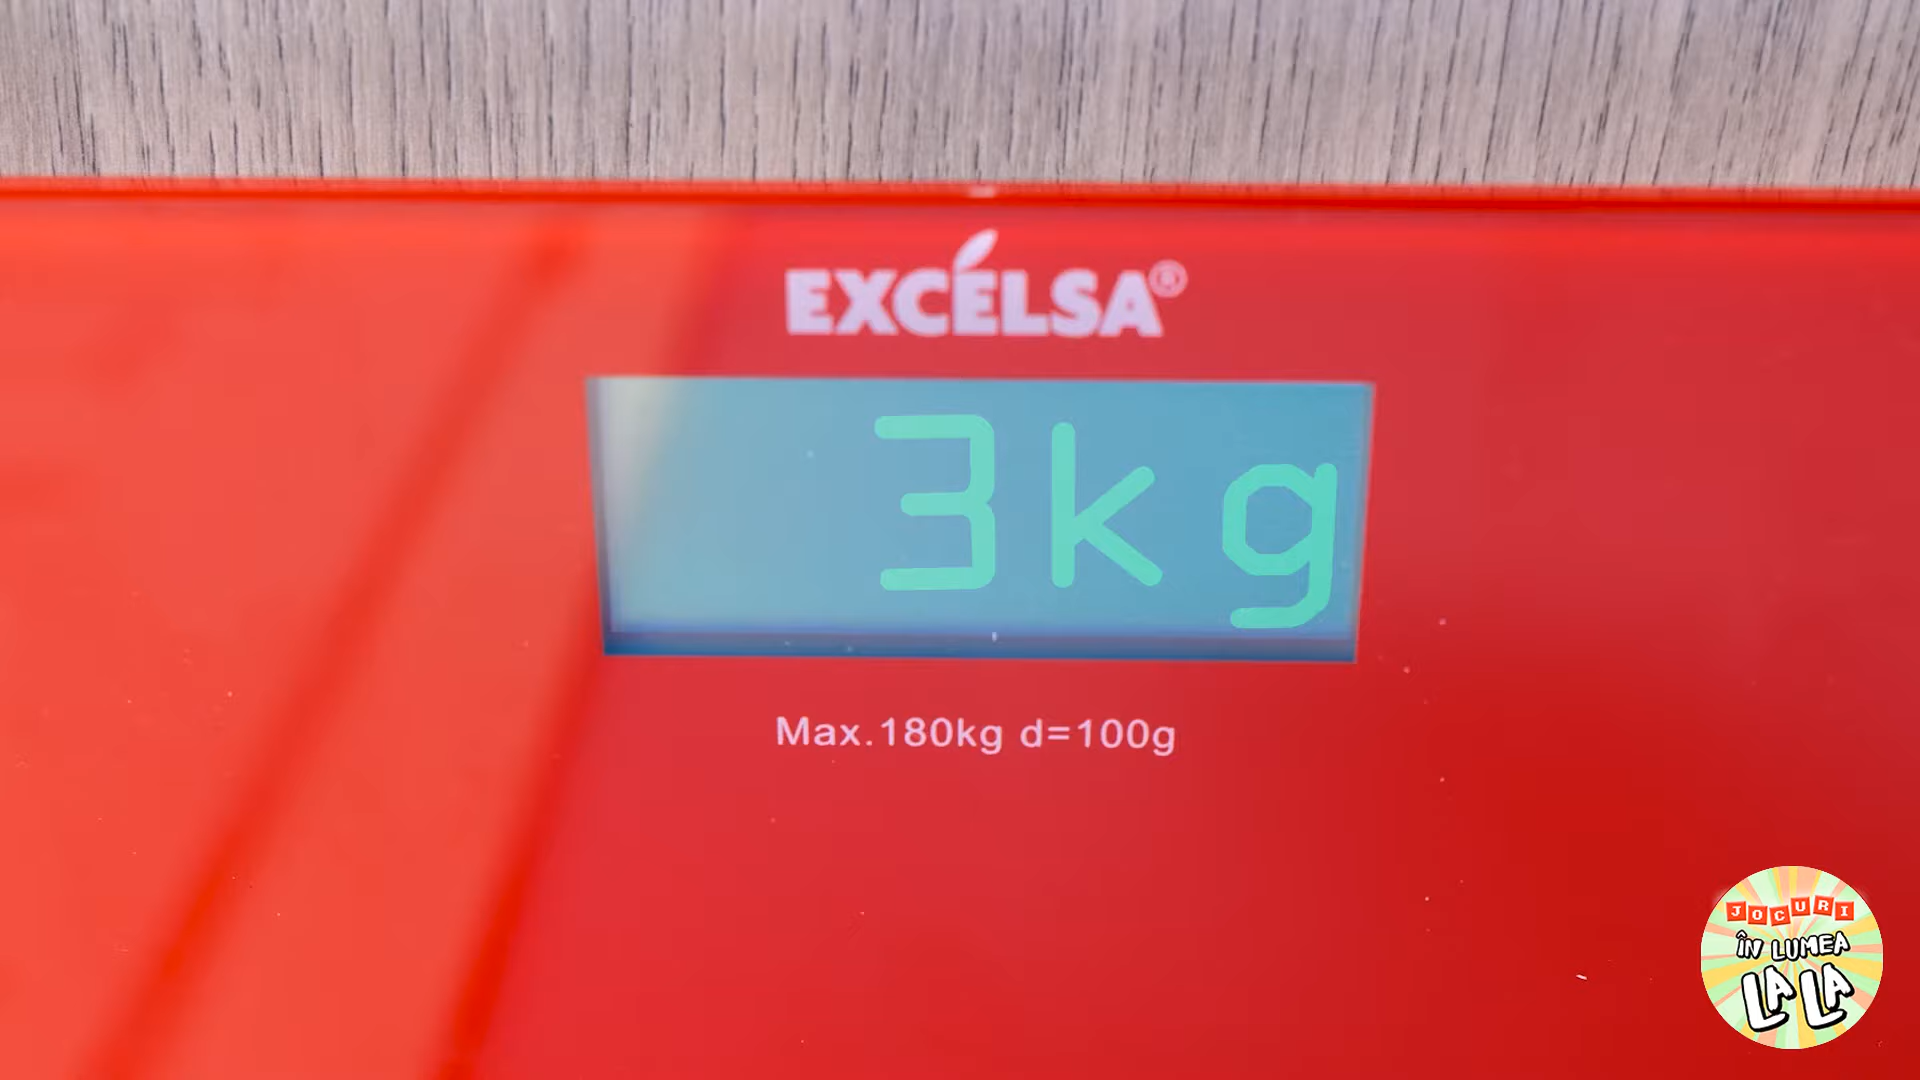 EXCÉLSA®
3kg
Max.180kg d=100g
JOCURI
ÎN LUMEA
LA LA